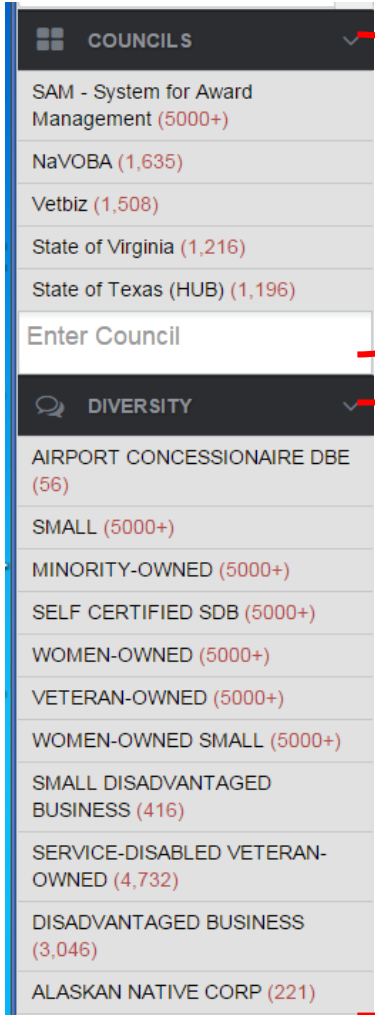 COUNCILS
SAM - System for Award
Management (5000+)
NaVOBA (1,635)
Vetbiz (1,508)
State of Virginia (1,216)
State of Texas (HUB) (1,196)
Enter Council
DIVERSITY
AIRPORT CONCESSIONAIRE DBE
(56)
SMALL (5000+)
MINORITY-OWNED (5000+)
SELF CERTIFIED SDB (5000+)
WOMEN-OWNED (5000+)
VETERAN-OWNED (5000+)
WOMEN-OWNED SMALL (5000+)
SMALL DISADVANTAGED
BUSINESS (416)
SERVICE-DISABLED VETERAN-
OWNED (4,732)
DISADVANTAGED BUSINESS
(3,046)
ALASKAN NATIVE CORP (221)